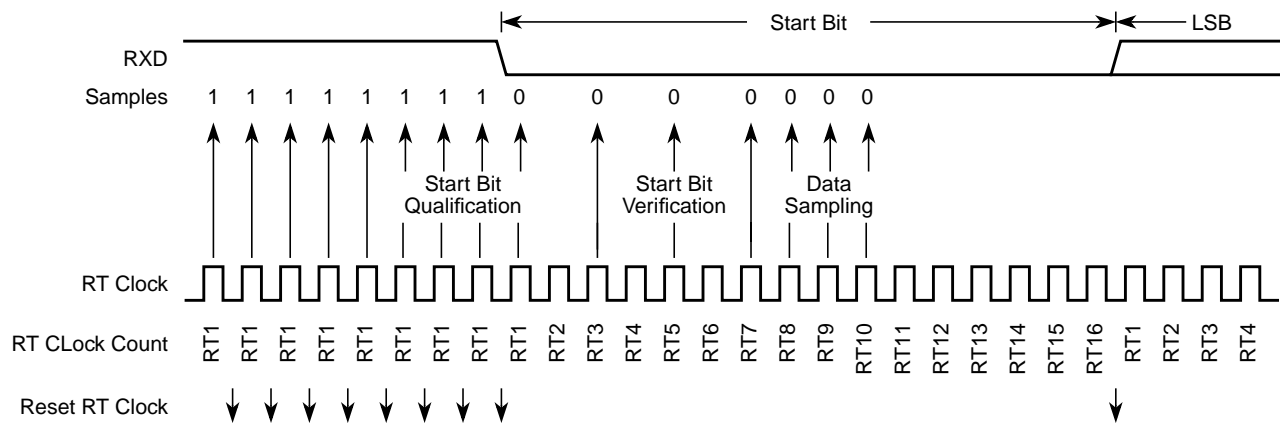 Start Bit LSB
RXD
Samples 1 1 1 1 1 1 1 1 0 0 0 0 0 0 0
Start Bit Qualification
Start Bit Verification
Data Sampling
RT Clock
RT CLock Count RT1 RT1 RT1 RT1 RT1 RT1 RT1 RT1 RT1 RT2 RT3 RT4 RT5 RT6 RT7 RT8 RT9 RT10 RT11 RT12 RT13 RT14 RT15 RT16 RT1 RT2 RT3 RT4
Reset RT Clock